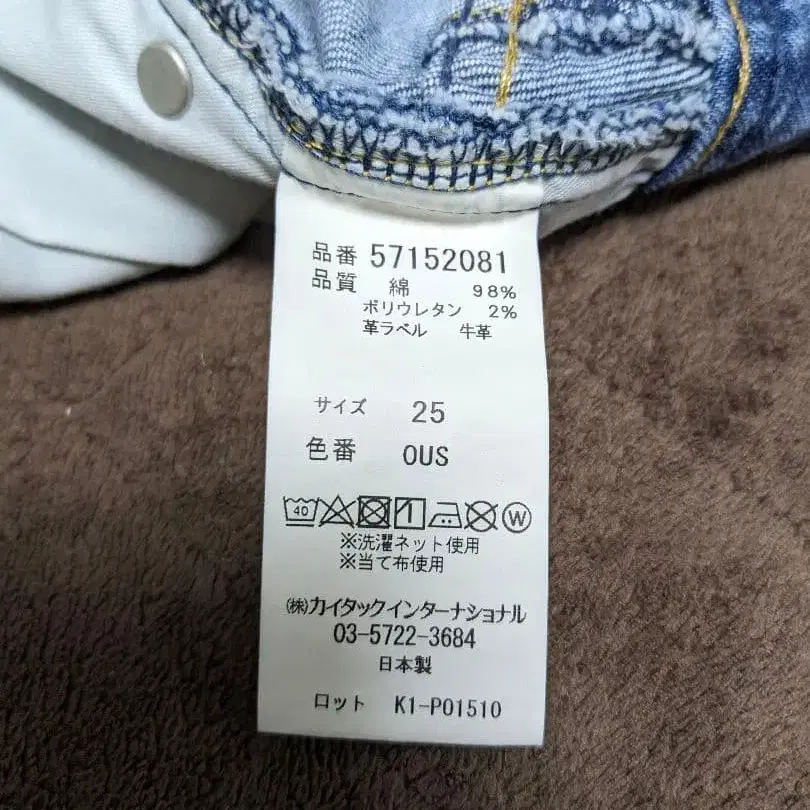 品番 57152081
品質 綿 98%
ポリウレタン 2%
革ラベル 牛革
サイズ 25
色番 OUS
40 W
※洗濯ネット使用
※当て布使用
㈱カイタックインターナショナル
03-5722-3684
日本製
ロット K1-P01510